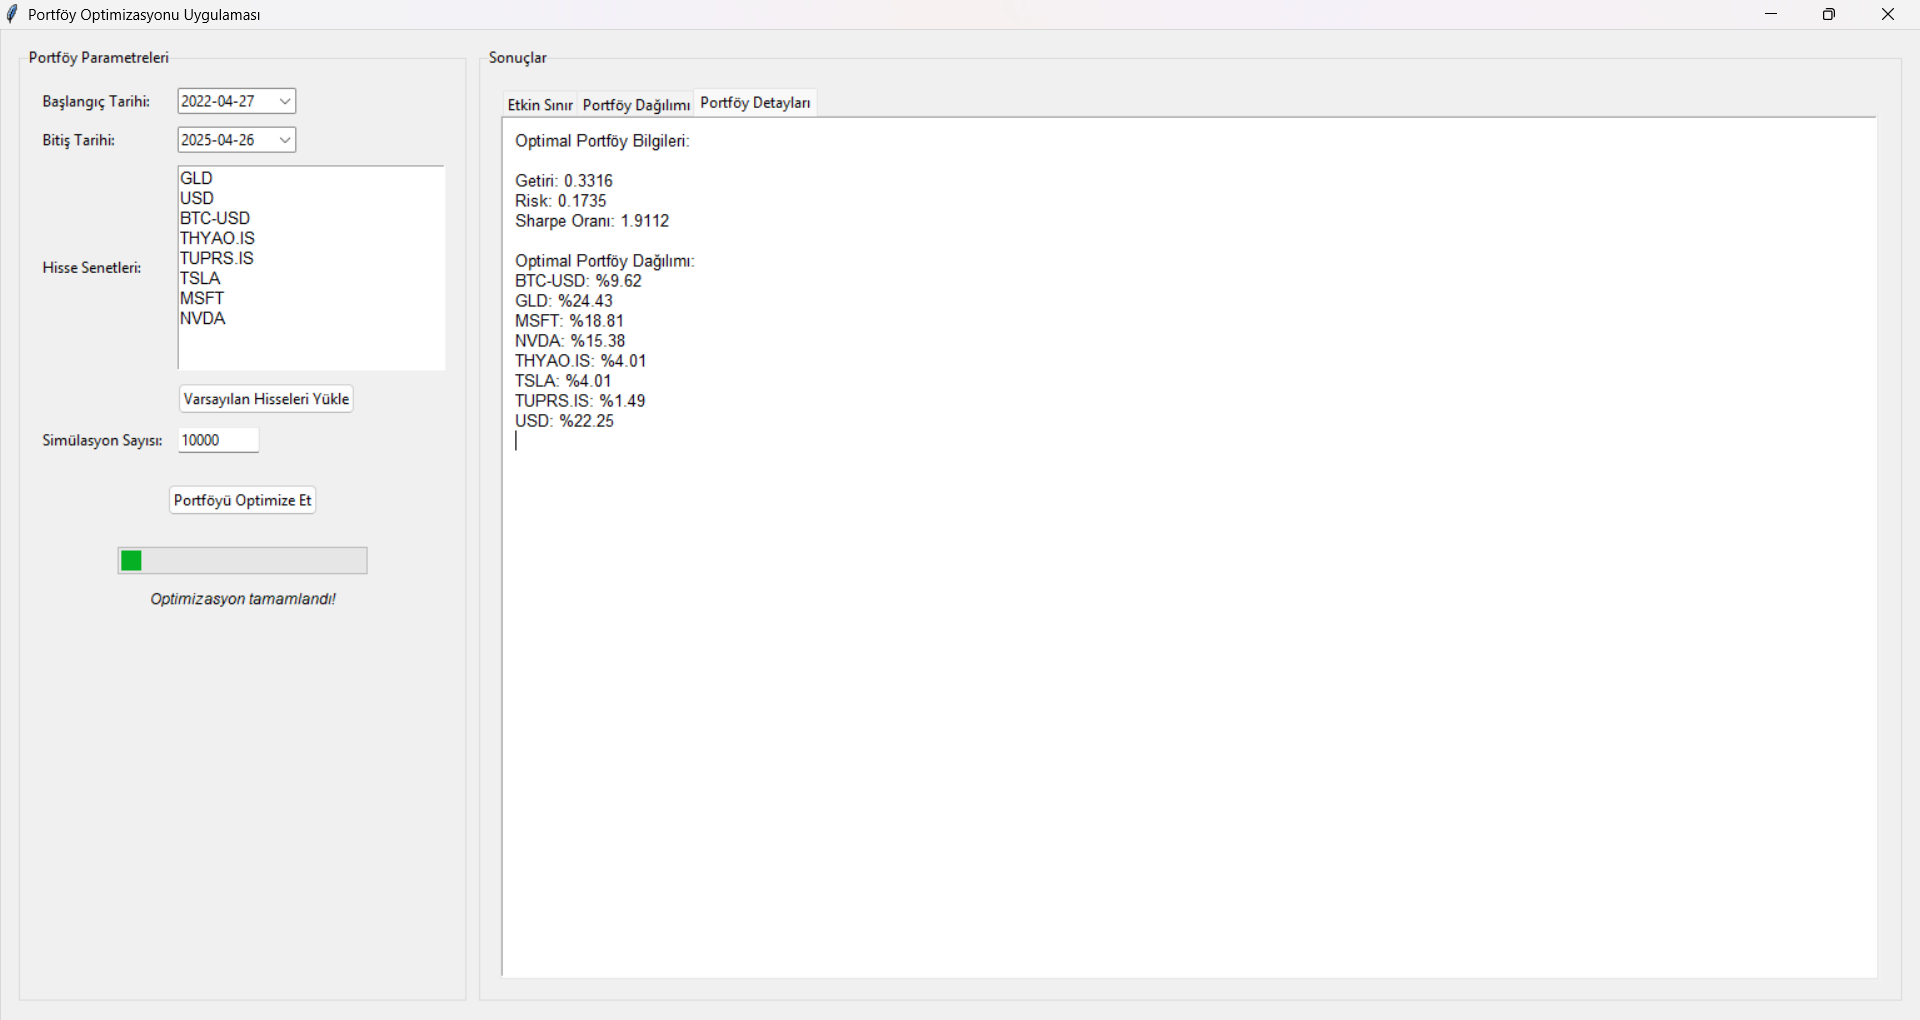 Portföy Optimizasyonu Uygulaması
Portföy Parametreleri
Başlangıç Tarihi: 2022-04-27
Bitiş Tarihi: 2025-04-26
Hisse Senetleri:
GLD
USD
BTC-USD
THYAO.IS
TUPRS.IS
TSLA
MSFT
NVDA
Varsayılan Hisseleri Yükle
Simülasyon Sayısı: 10000
Portföyü Optimize Et
Optimizasyon tamamlandı!
Sonuçlar
Etkin Sınır Portföy Dağılımı Portföy Detayları
Optimal Portföy Bilgileri:
Getiri: 0.3316
Risk: 0.1735
Sharpe Oranı: 1.9112
Optimal Portföy Dağılımı:
BTC-USD: %9.62
GLD: %24.43
MSFT: %18.81
NVDA: %15.38
THYAO.IS: %4.01
TSLA: %4.01
TUPRS.IS: %1.49
USD: %22.25